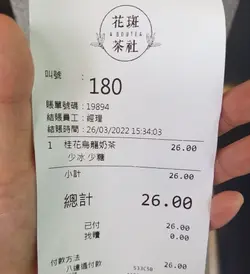 花斑
A BOUTEA
茶社
叫號：
180
賬單號碼：19894
結賬員工：經理
結賬時間：26/03/2022 15:34:03
1 桂花烏龍奶茶 26.00
少冰 少糖
小計 26.00
總計 26.00
已付 26.00
找贖 0.00
付款方法
八達通付款 26.00